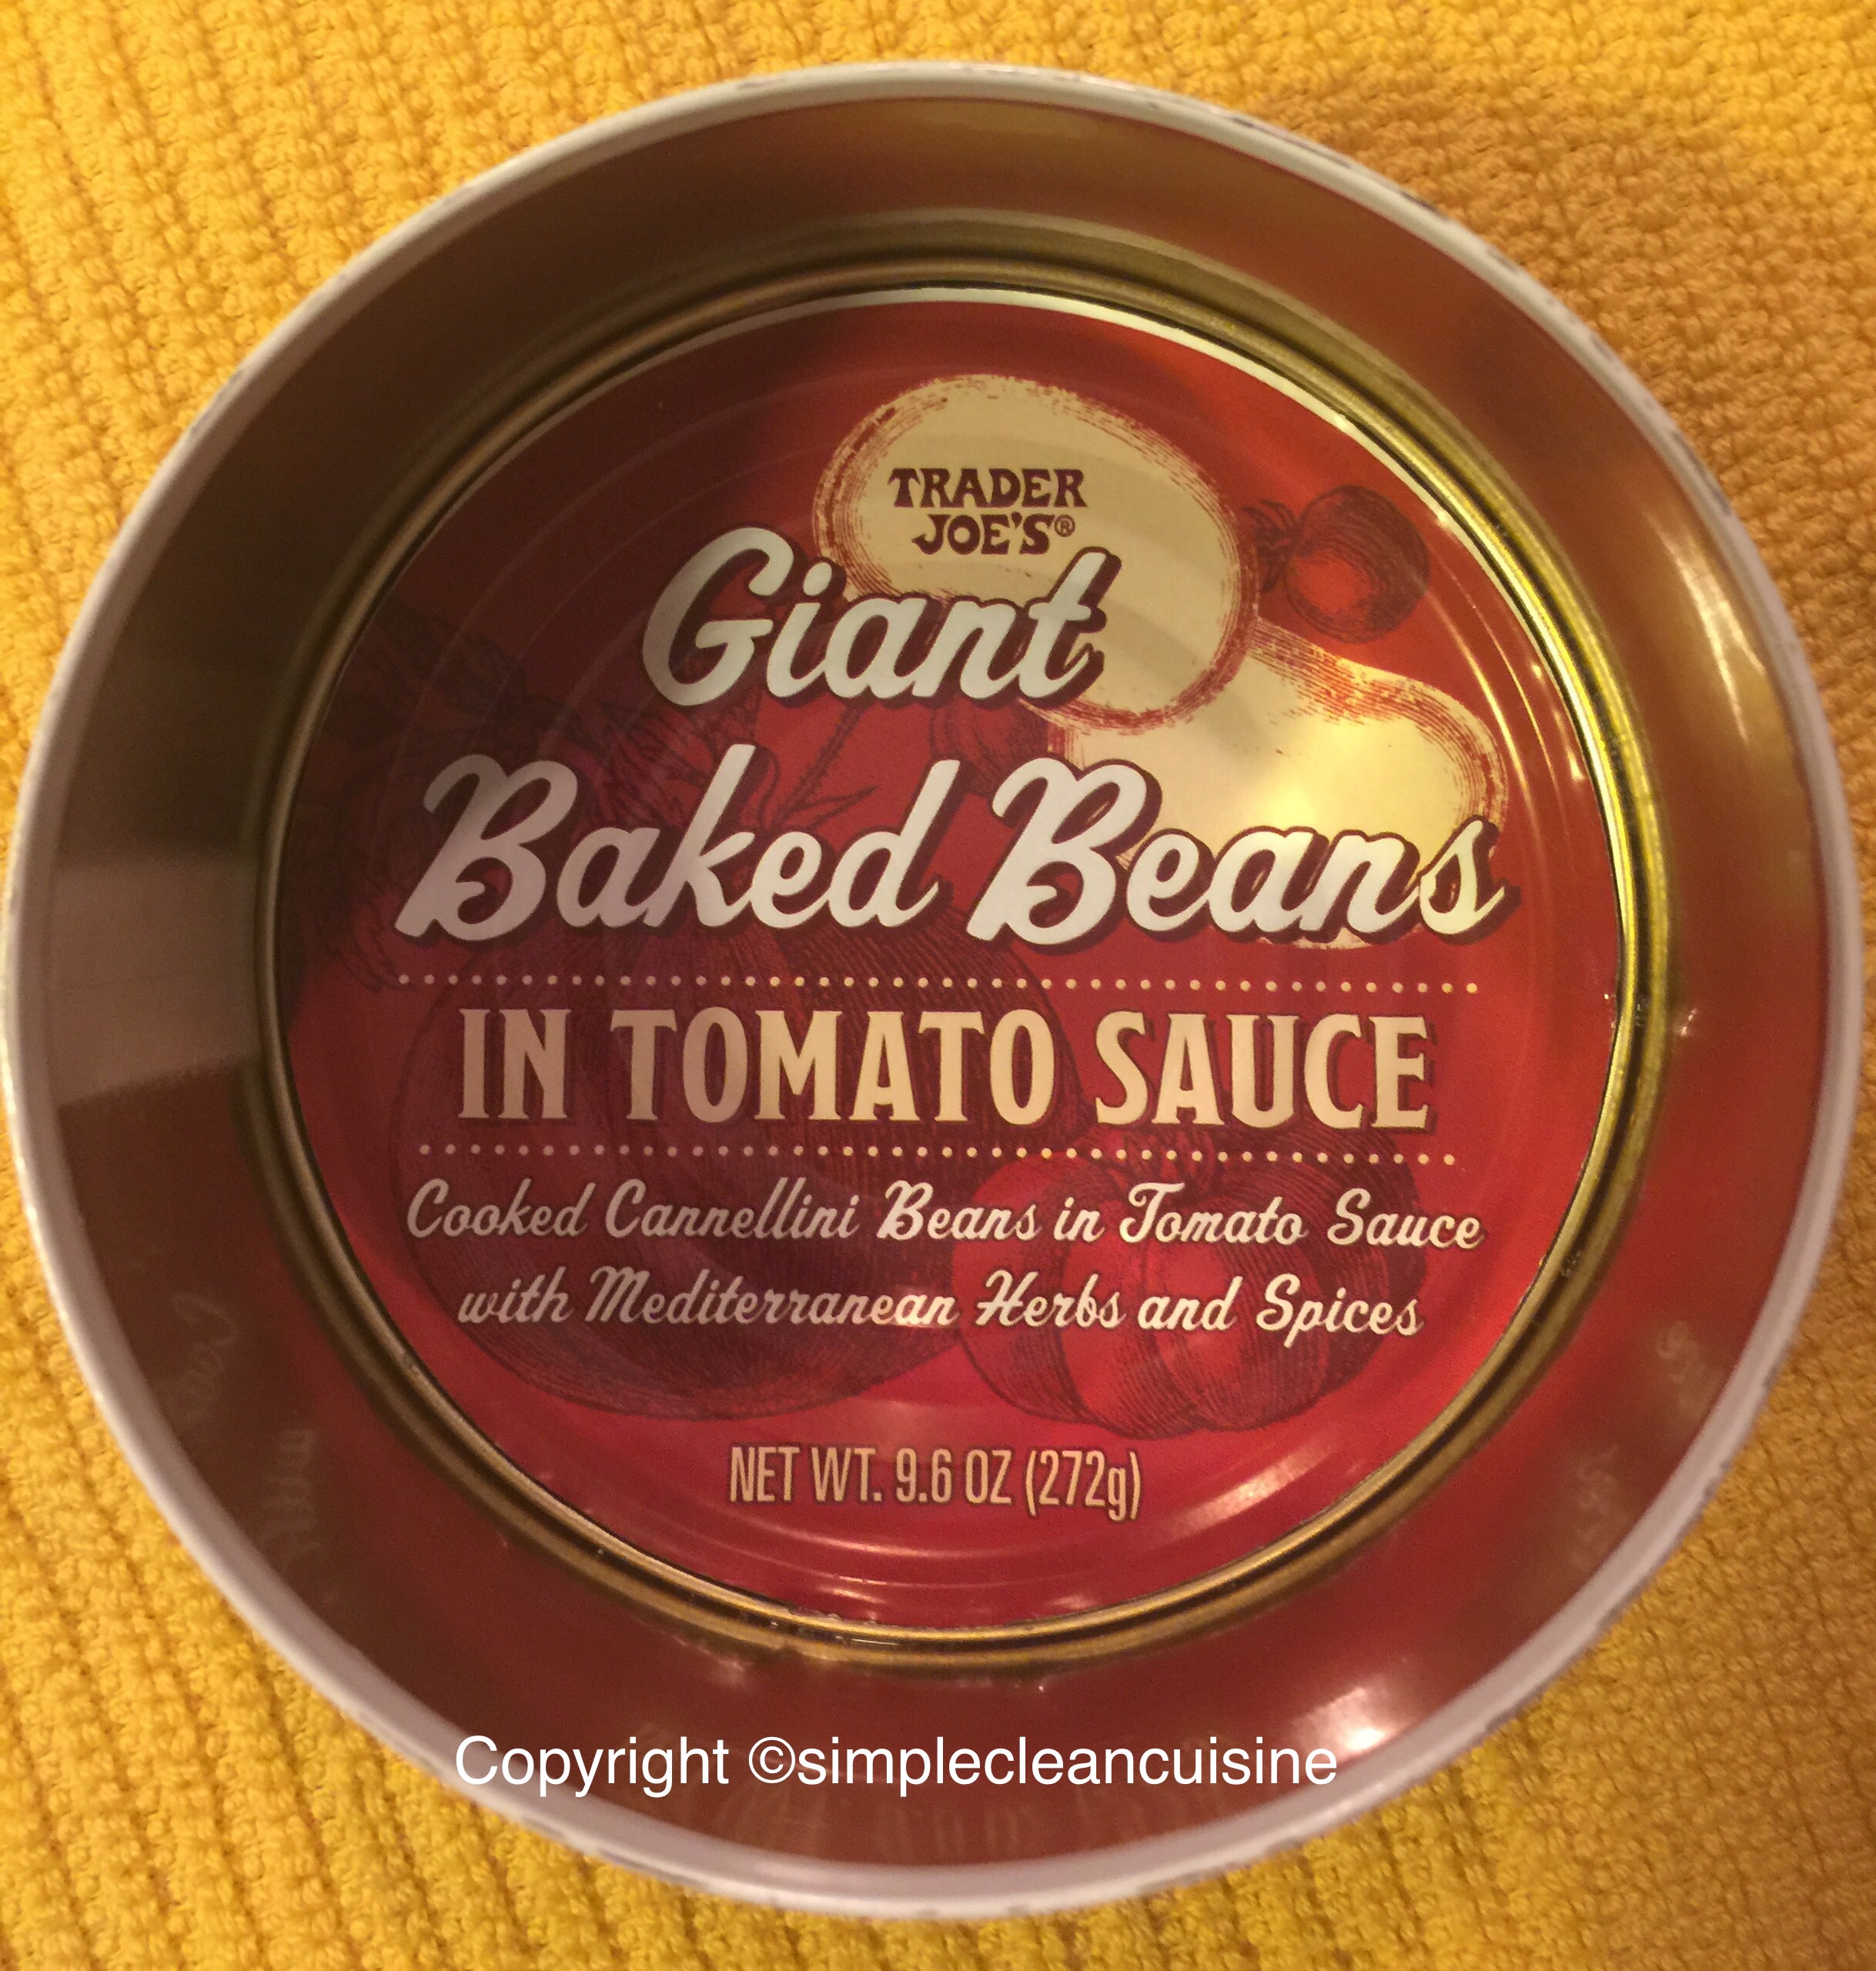 TRADER
JOE'S®
Giant
Baked Beans
IN TOMATO SAUCE
Cooked Cannellini Beans in Tomato Sauce
with Mediterranean Herbs and Spices
NET WT. 9.6 OZ (272g)
Copyright ©simplecleancuisine